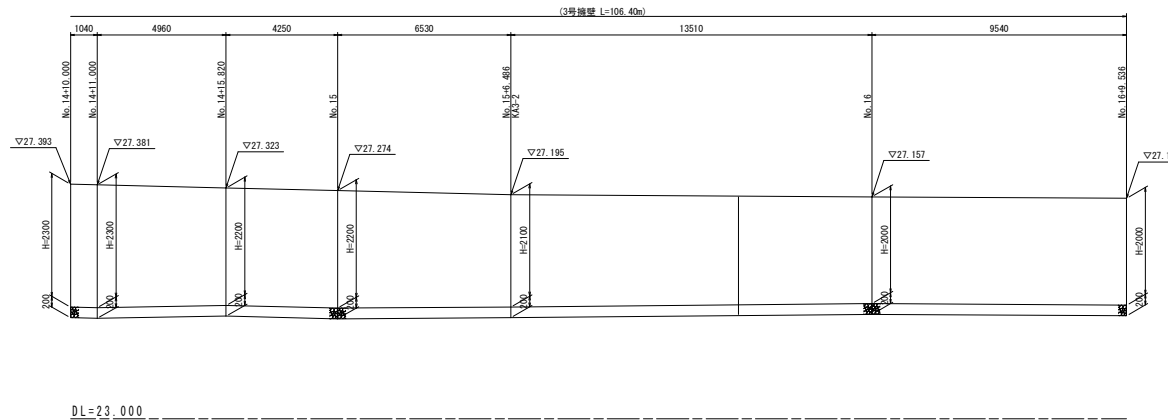 (3号擁壁 L=106.40m)
1040 4960 4250 6530 13510 9540
No.14+10.000
No.14+11.000
No.14+15.820
No.15
No.15+6.486
KA3-2
No.16
No.16+9.536
▽27.393
▽27.381
▽27.323
▽27.274
▽27.195
▽27.157
▽27.1
H=2300
H=2300
H=2200
H=2200
H=2100
H=2000
H=2000
200
200
200
200
200
200
200
DL=23.000